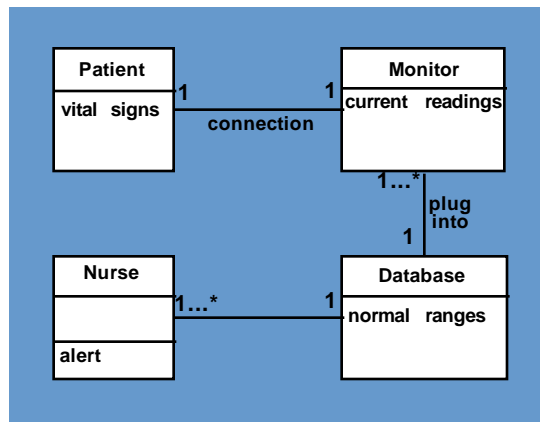 Patient
Monitor
1
1
vital signs
current readings
connection
1...*
plug
into
1
Nurse
Database
1...*
1
normal ranges
alert